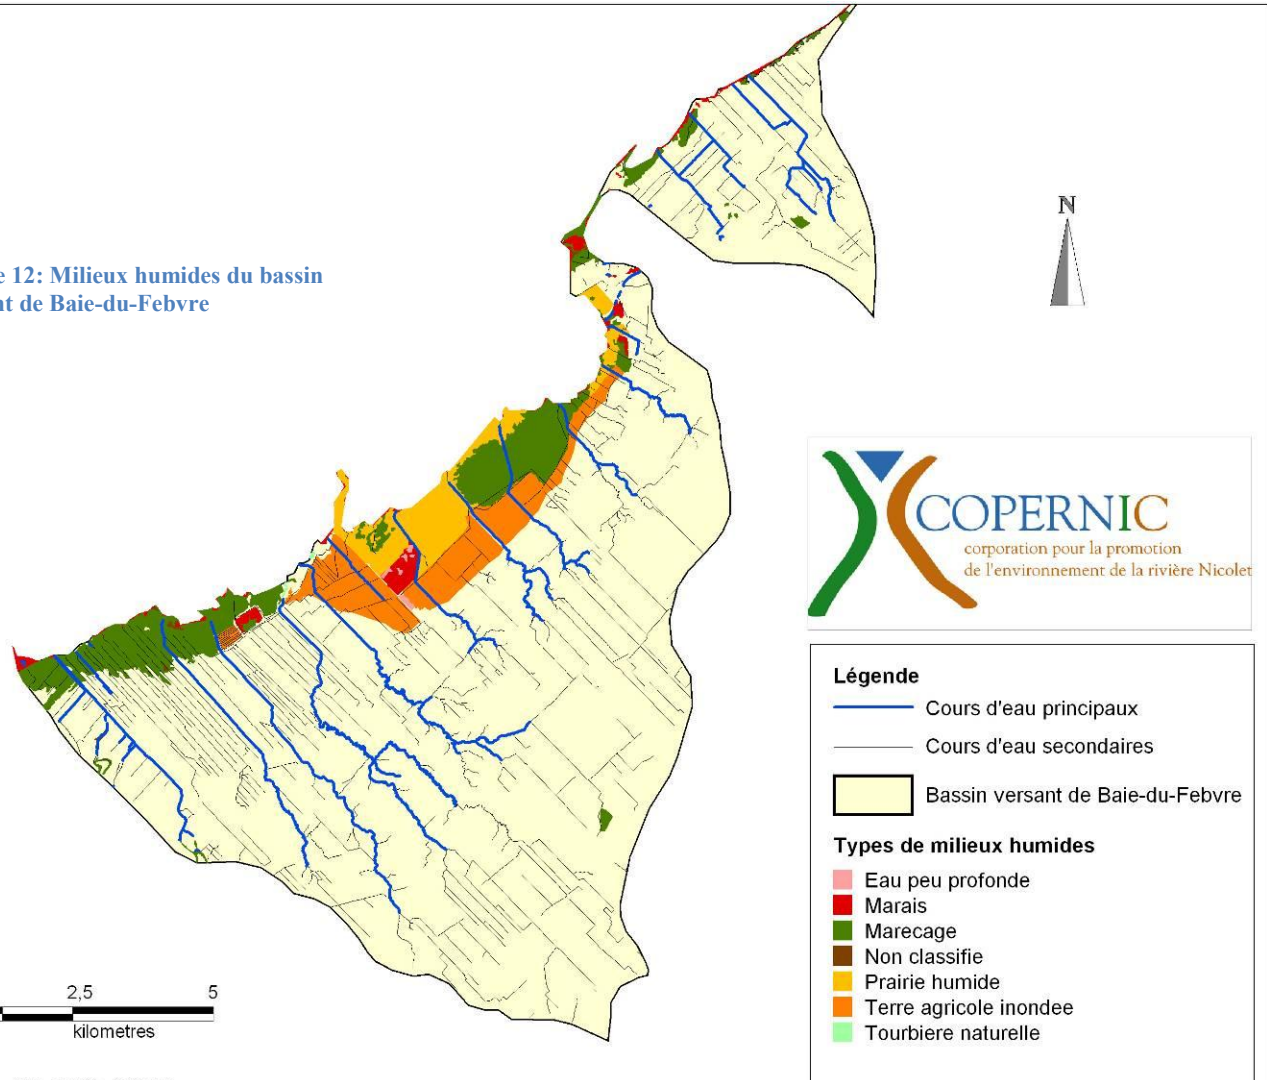 N
e 12: Milieux humides du bassin
nt de Baie-du-Febvre
COPERNIC
corporation pour la promotion
de l'environnement de la rivière Nicolet
Légende
Cours d'eau principaux
Cours d'eau secondaires
Bassin versant de Baie-du-Febvre
Types de milieux humides
Eau peu profonde
Marais
Marecage
Non classifie
Prairie humide
Terre agricole inondee
Tourbiere naturelle
2,5 5
kilometres